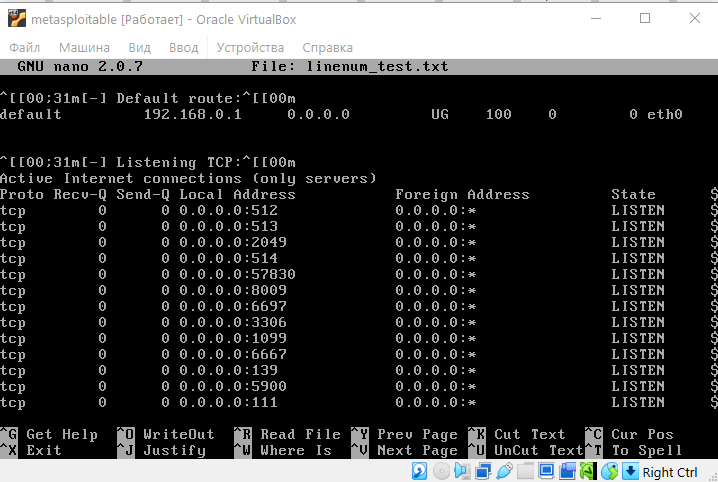 metasploitable [Работает] - Oracle VirtualBox
Файл Машина Вид Ввод Устройства Справка
GNU nano 2.0.7 File: linenum_test.txt
^[[00;31m[-] Default route:^[[00m
default 192.168.0.1 0.0.0.0 UG 100 0 0 eth0
^[[00;31m[-] Listening TCP:^[[00m
Active Internet connections (only servers)
Proto Recv-Q Send-Q Local Address Foreign Address State $
tcp 0 0 0.0.0.0:512 0.0.0.0:* LISTEN $
tcp 0 0 0.0.0.0:513 0.0.0.0:* LISTEN $
tcp 0 0 0.0.0.0:2049 0.0.0.0:* LISTEN $
tcp 0 0 0.0.0.0:514 0.0.0.0:* LISTEN $
tcp 0 0 0.0.0.0:57830 0.0.0.0:* LISTEN $
tcp 0 0 0.0.0.0:8009 0.0.0.0:* LISTEN $
tcp 0 0 0.0.0.0:6697 0.0.0.0:* LISTEN $
tcp 0 0 0.0.0.0:3306 0.0.0.0:* LISTEN $
tcp 0 0 0.0.0.0:1099 0.0.0.0:* LISTEN $
tcp 0 0 0.0.0.0:6667 0.0.0.0:* LISTEN $
tcp 0 0 0.0.0.0:139 0.0.0.0:* LISTEN $
tcp 0 0 0.0.0.0:5900 0.0.0.0:* LISTEN $
tcp 0 0 0.0.0.0:111 0.0.0.0:* LISTEN $
^G Get Help ^O WriteOut ^R Read File ^Y Prev Page ^K Cut Text ^C Cur Pos
^X Exit ^J Justify ^W Where Is ^V Next Page ^U UnCut Text ^T To Spell
Right Ctrl